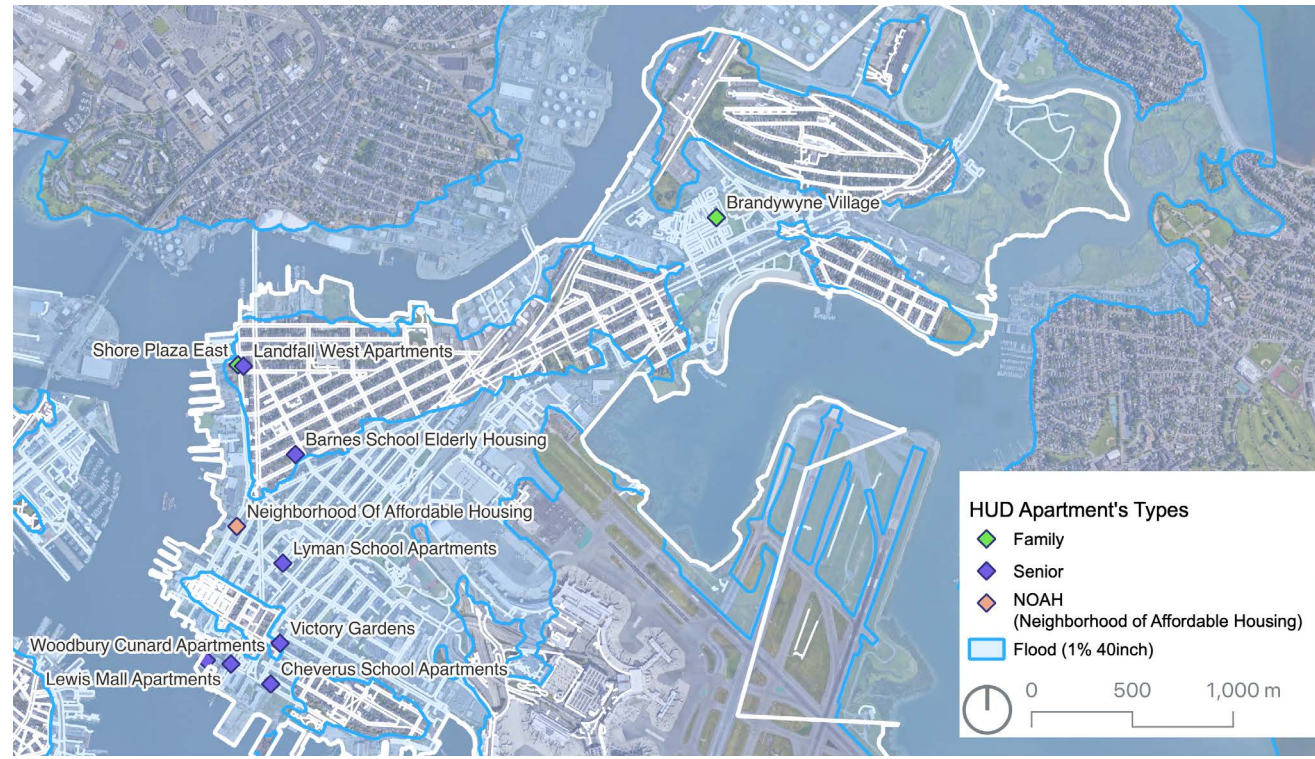 Brandywyne Village
Shore Plaza East
Landfall West Apartments
Barnes School Elderly Housing
Neighborhood Of Affordable Housing
Lyman School Apartments
Victory Gardens
Woodbury Cunard Apartments
Cheverus School Apartments
Lewis Mall Apartments
HUD Apartment's Types
Family
Senior
NOAH
(Neighborhood of Affordable Housing)
Flood (1% 40inch)
0 500 1,000 m